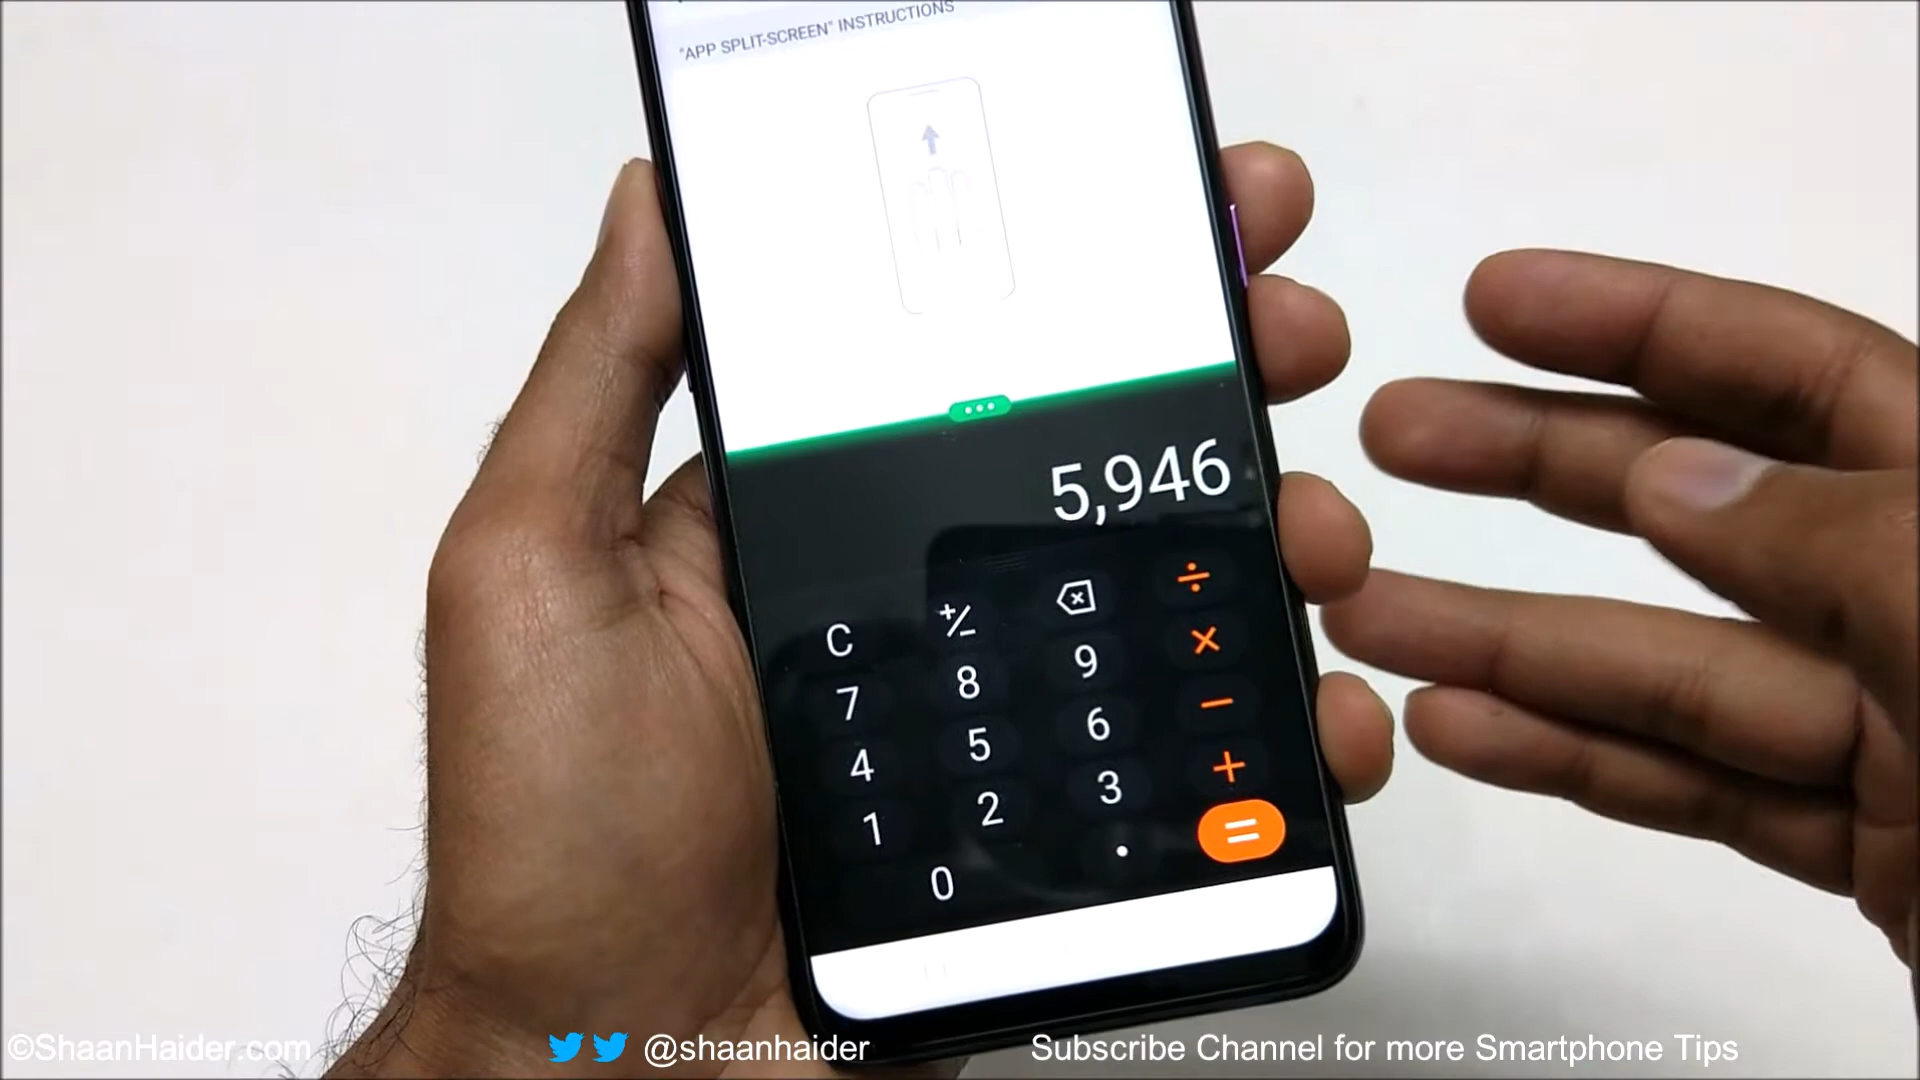 "APP SPLIT-SCREEN" INSTRUCTIONS
5,946
C +/- ÷
7 8 9 ×
4 5 6 −
1 2 3 +
0 . =
©ShaanHaider.com
@shaanhaider
Subscribe Channel for more Smartphone Tips